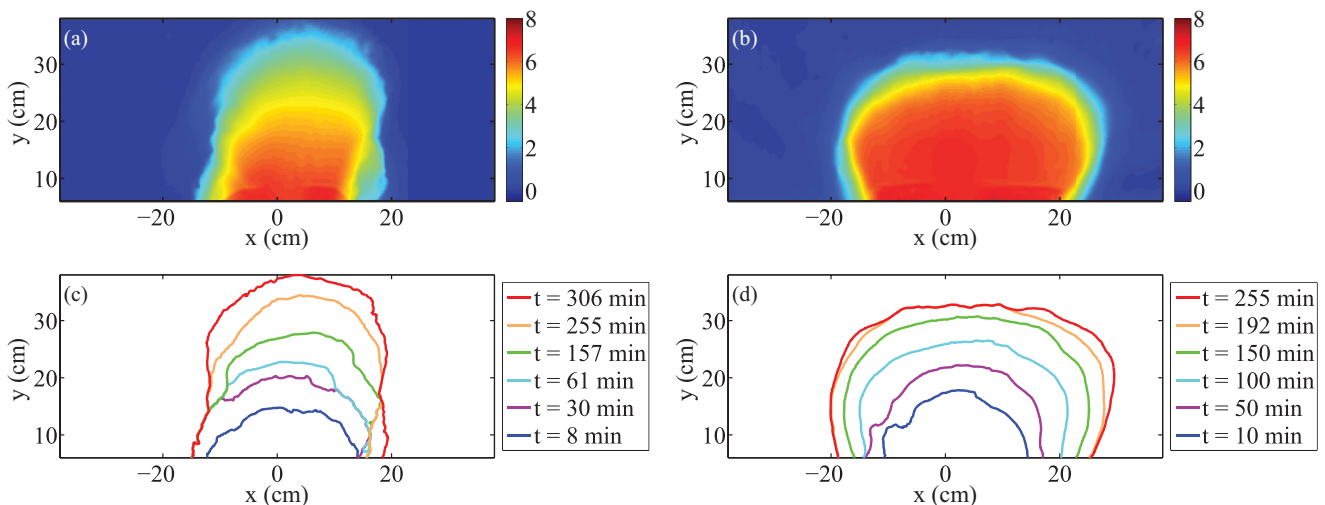 (a)
y (cm)
30
20
10
−20
0
20
x (cm)
8
6
4
2
0
(b)
y (cm)
30
20
10
−20
0
20
x (cm)
8
6
4
2
0
(c)
y (cm)
30
20
10
−20
0
20
x (cm)
t = 306 min
t = 255 min
t = 157 min
t = 61 min
t = 30 min
t = 8 min
(d)
y (cm)
30
20
10
−20
0
20
x (cm)
t = 255 min
t = 192 min
t = 150 min
t = 100 min
t = 50 min
t = 10 min